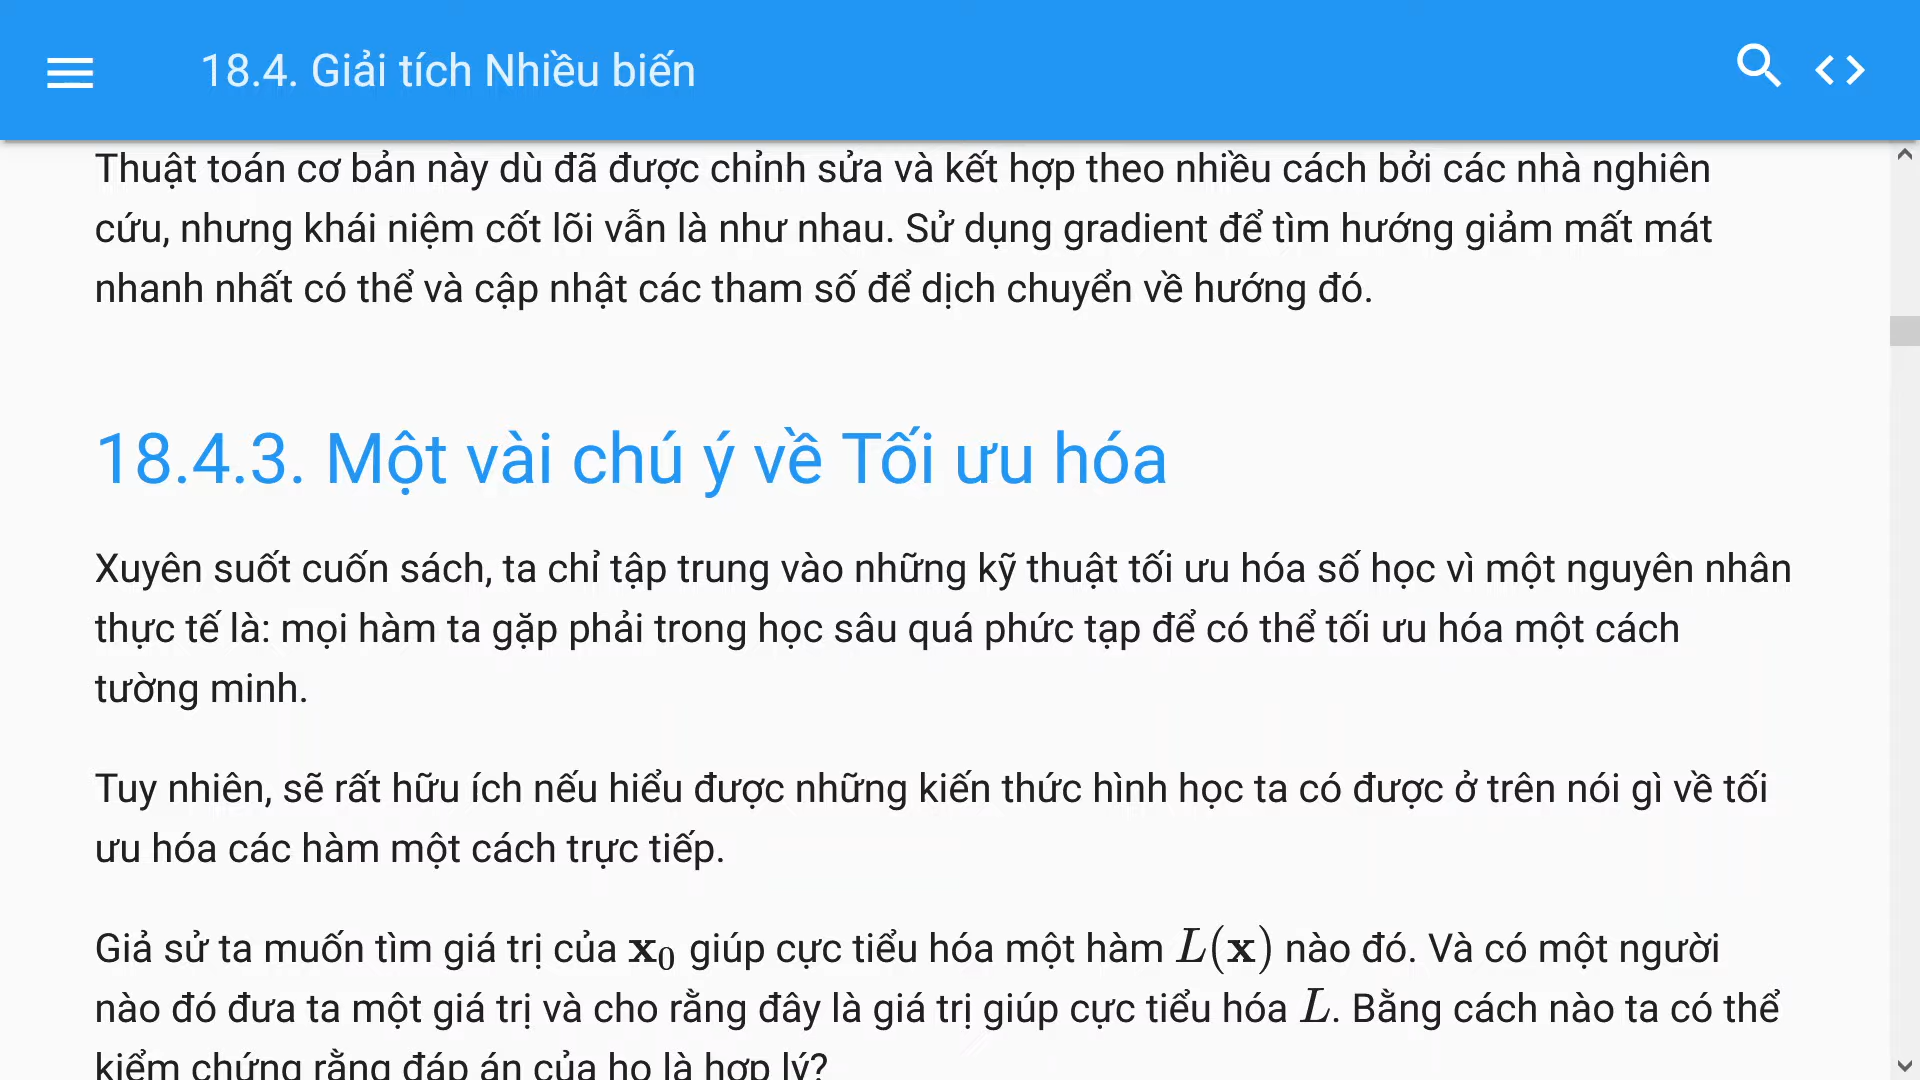 18.4. Giải tích Nhiều biến
Thuật toán cơ bản này dù đã được chỉnh sửa và kết hợp theo nhiều cách bởi các nhà nghiên
cứu, nhưng khái niệm cốt lõi vẫn là như nhau. Sử dụng gradient để tìm hướng giảm mất mát
nhanh nhất có thể và cập nhật các tham số để dịch chuyển về hướng đó.
18.4.3. Một vài chú ý về Tối ưu hóa
Xuyên suốt cuốn sách, ta chỉ tập trung vào những kỹ thuật tối ưu hóa số học vì một nguyên nhân
thực tế là: mọi hàm ta gặp phải trong học sâu quá phức tạp để có thể tối ưu hóa một cách
tường minh.
Tuy nhiên, sẽ rất hữu ích nếu hiểu được những kiến thức hình học ta có được ở trên nói gì về tối
ưu hóa các hàm một cách trực tiếp.
Giả sử ta muốn tìm giá trị của x₀ giúp cực tiểu hóa một hàm L(x) nào đó. Và có một người
nào đó đưa ta một giá trị và cho rằng đây là giá trị giúp cực tiểu hóa L. Bằng cách nào ta có thể
kiểm chứng rằng đáp án của họ là hợp lý?